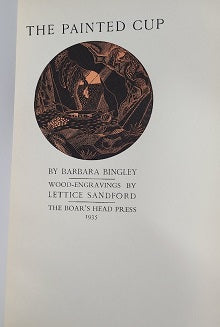 THE PAINTED CUP
BY BARBARA BINGLEY
WOOD-ENGRAVINGS BY
LETTICE SANDFORD
THE BOAR'S HEAD PRESS
1935